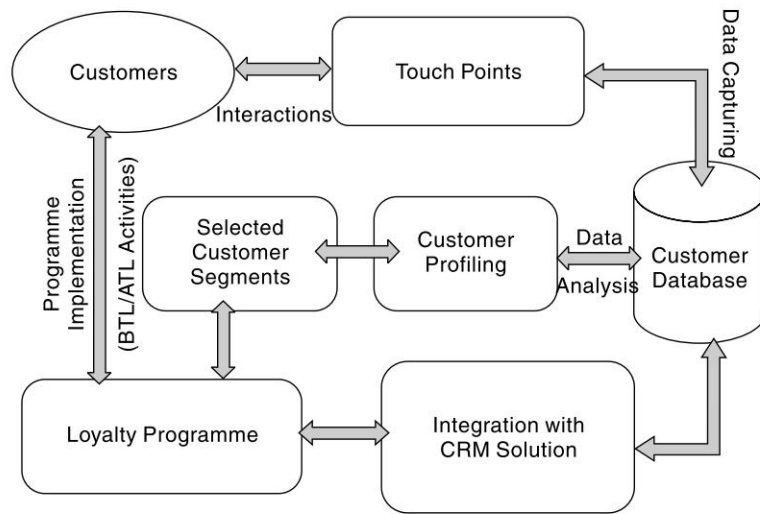 Customers
Interactions
Touch Points
Data Capturing
Programme
Implementation
(BTL/ATL Activities)
Selected
Customer
Segments
Customer
Profiling
Data
Analysis
Customer
Database
Loyalty Programme
Integration with
CRM Solution